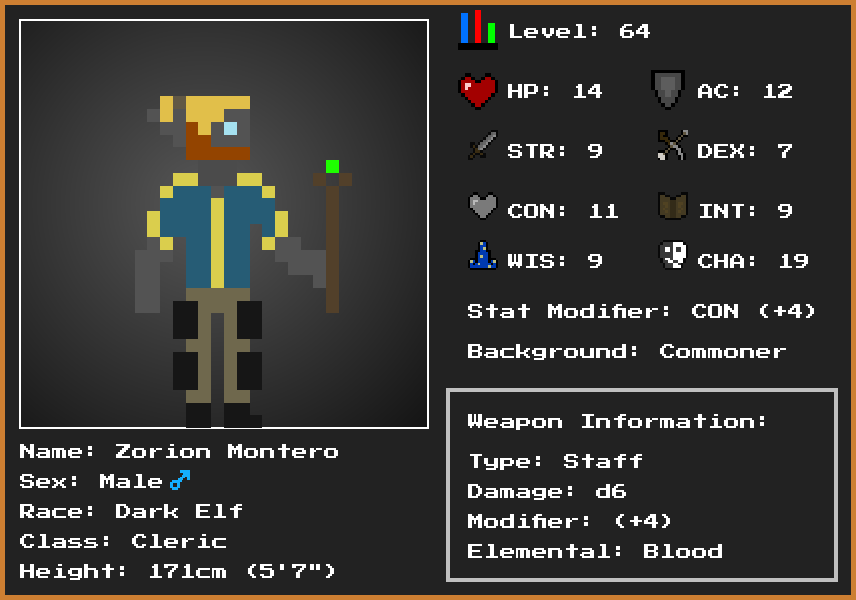 Level: 64
HP: 14 AC: 12
STR: 9 DEX: 7
CON: 11 INT: 9
WIS: 9 CHA: 19
Stat Modifier: CON (+4)
Background: Commoner
Weapon Information:
Type: Staff
Damage: d6
Modifier: (+4)
Elemental: Blood
Name: Zorion Montero
Sex: Male♂
Race: Dark Elf
Class: Cleric
Height: 171cm (5'7")